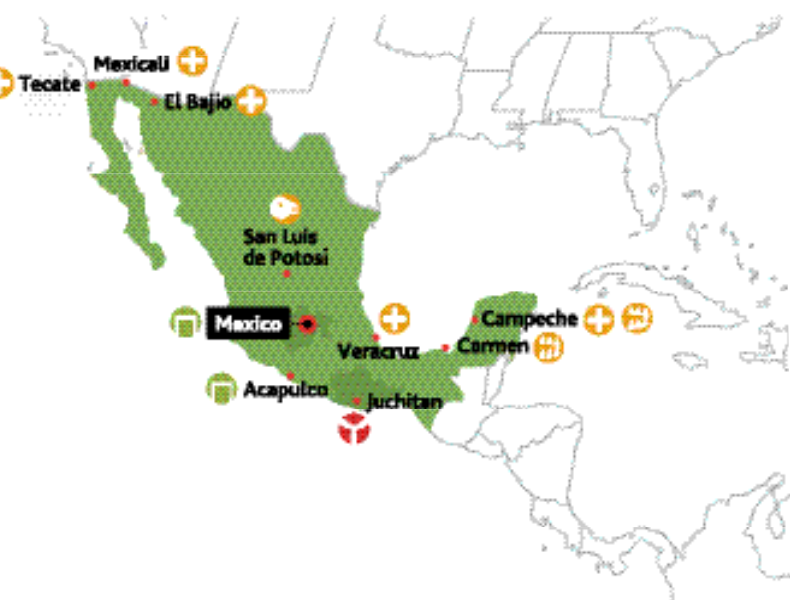 Mexicali
Tecate
El Bajio
San Luis
de Potosi
Mexico
Campeche
Veracruz
Carmen
Acapulco
Juchitan